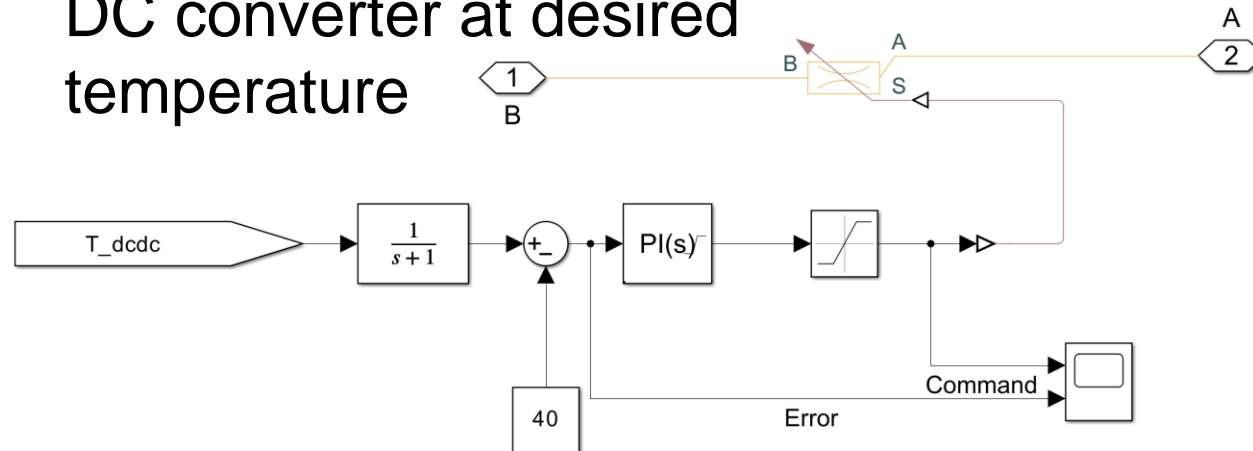 DC converter at desired
temperature
A
2
A
B
1
S
B
T_dcdc
1
s + 1
+
−
PI(s)
Command
40
Error